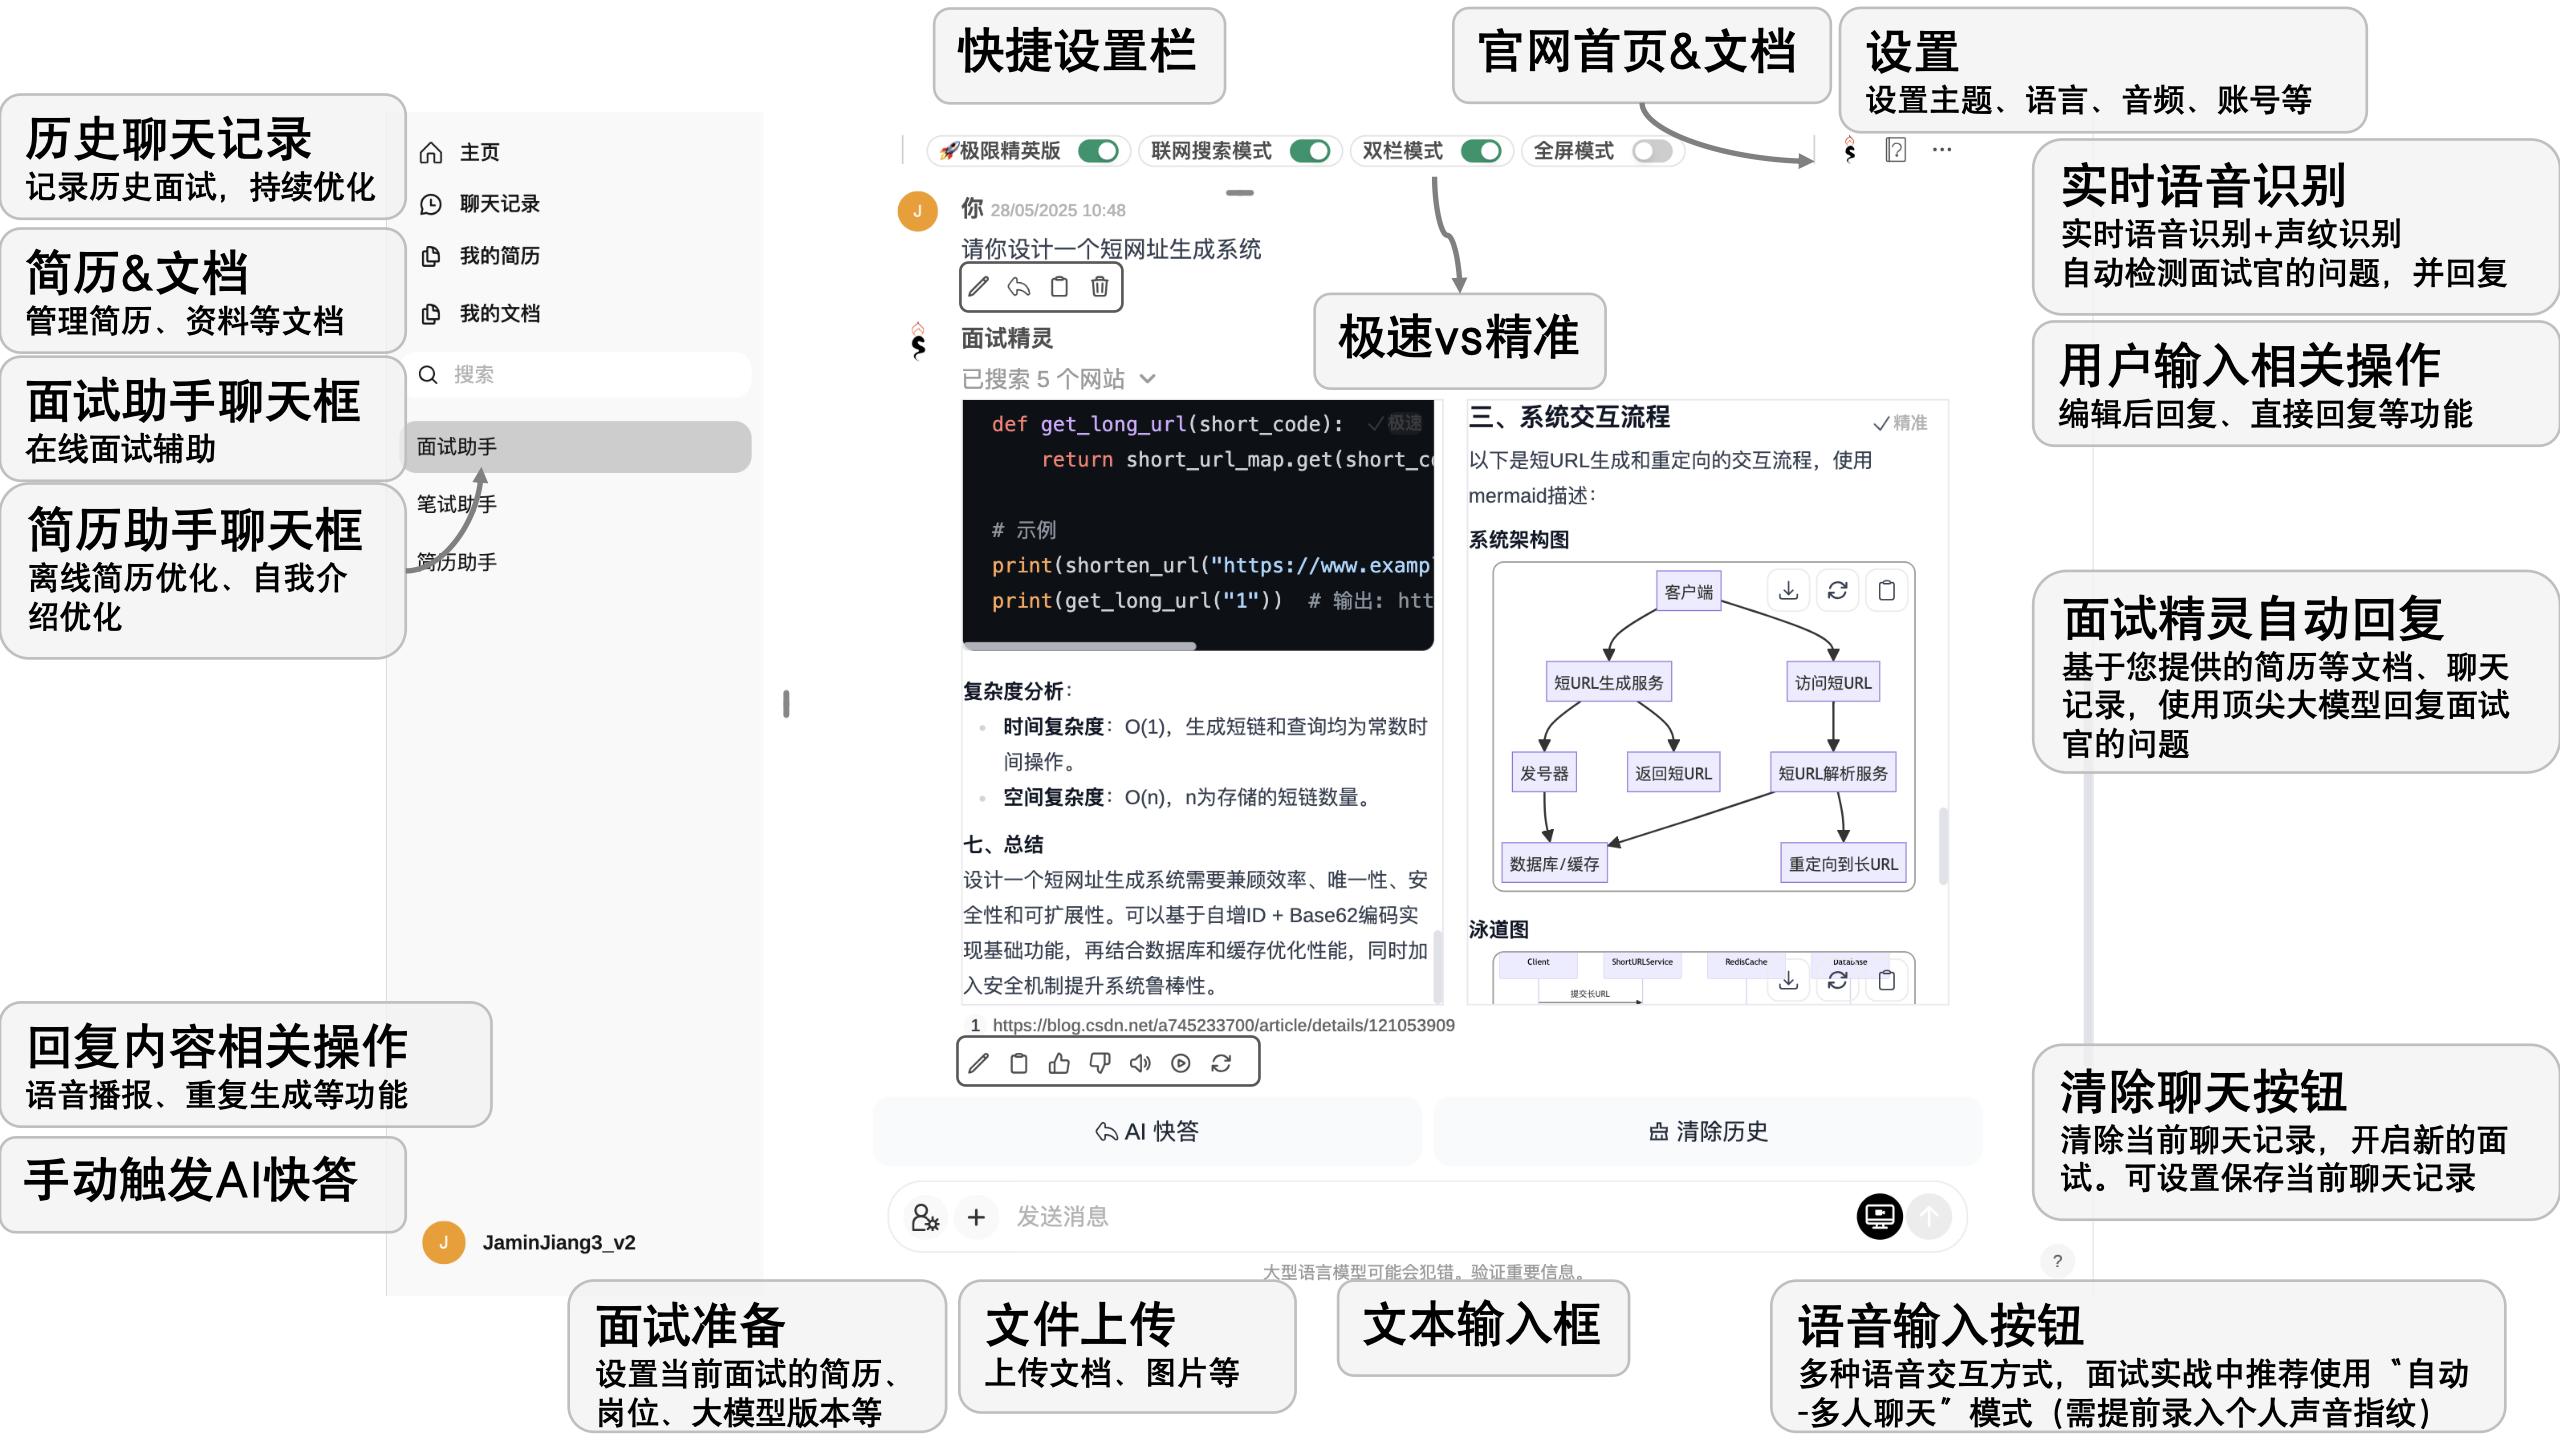 快捷设置栏
官网首页&文档
设置
设置主题、语言、音频、账号等
历史聊天记录
记录历史面试，持续优化
简历&文档
管理简历、资料等文档
面试助手聊天框
在线面试辅助
简历助手聊天框
离线简历优化、自我介
绍优化
回复内容相关操作
语音播报、重复生成等功能
手动触发AI快答
主页
聊天记录
我的简历
我的文档
搜索
面试助手
笔试助手
简历助手
J
JaminJiang3_v2
🚀极限精英版
联网搜索模式
双栏模式
全屏模式
J
你 28/05/2025 10:48
请你设计一个短网址生成系统
极速vs精准
面试精灵
已搜索 5 个网站
def get_long_url(short_code):
极速
return short_url_map.get(short_c
# 示例
print(shorten_url("https://www.examp
print(get_long_url("1")) # 输出: htt
复杂度分析：
时间复杂度：O(1)，生成短链和查询均为常数时
间操作。
空间复杂度：O(n)，n为存储的短链数量。
七、总结
设计一个短网址生成系统需要兼顾效率、唯一性、安
全性和可扩展性。可以基于自增ID + Base62编码实
现基础功能，再结合数据库和缓存优化性能，同时加
入安全机制提升系统鲁棒性。
三、系统交互流程
精准
以下是短URL生成和重定向的交互流程，使用
mermaid描述：
系统架构图
客户端
短URL生成服务
访问短URL
发号器
返回短URL
短URL解析服务
数据库/缓存
重定向到长URL
泳道图
Client
ShortURLService
RedisCache
Database
提交长URL
1 https://blog.csdn.net/a745233700/article/details/121053909
AI 快答
清除历史
发送消息
大型语言模型可能会犯错。验证重要信息。
?
实时语音识别
实时语音识别+声纹识别
自动检测面试官的问题，并回复
用户输入相关操作
编辑后回复、直接回复等功能
面试精灵自动回复
基于您提供的简历等文档、聊天
记录，使用顶尖大模型回复面试
官的问题
清除聊天按钮
清除当前聊天记录，开启新的面
试。可设置保存当前聊天记录
面试准备
设置当前面试的简历、
岗位、大模型版本等
文件上传
上传文档、图片等
文本输入框
语音输入按钮
多种语音交互方式，面试实战中推荐使用〝自动
-多人聊天〞模式（需提前录入个人声音指纹）